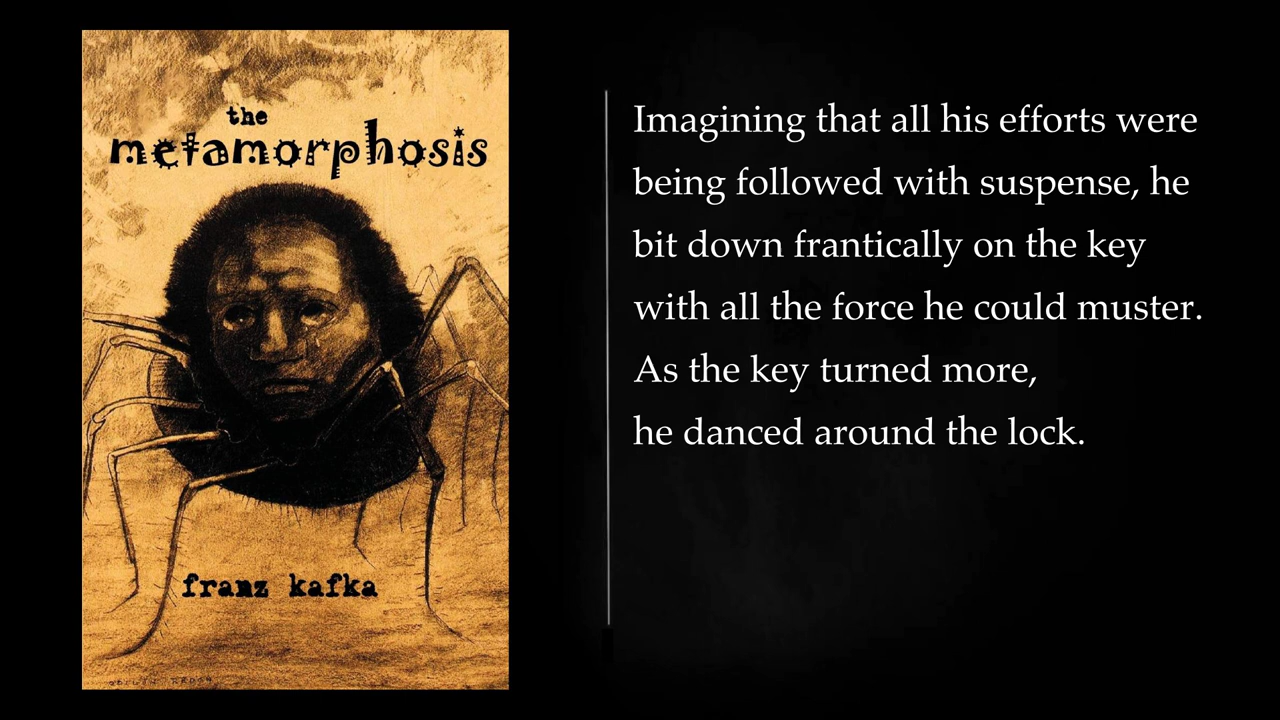 the
metamorphosis
franz kafka
Imagining that all his efforts were
being followed with suspense, he
bit down frantically on the key
with all the force he could muster.
As the key turned more,
he danced around the lock.